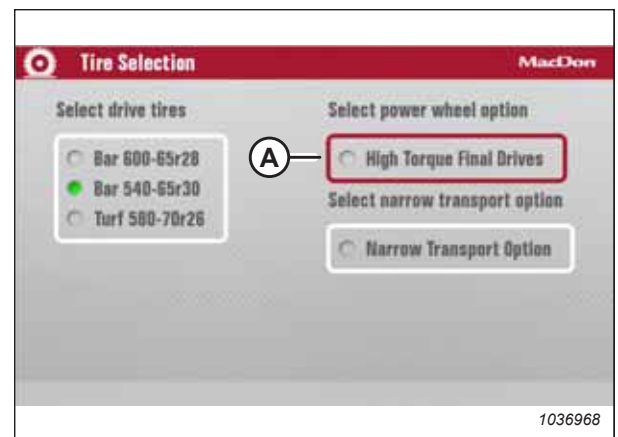 Tire Selection
MacDon
Select drive tires
Bar 600-65r28
Bar 540-65r30
Turf 580-70r26
Select power wheel option
A
High Torque Final Drives
Select narrow transport option
Narrow Transport Option
1036968